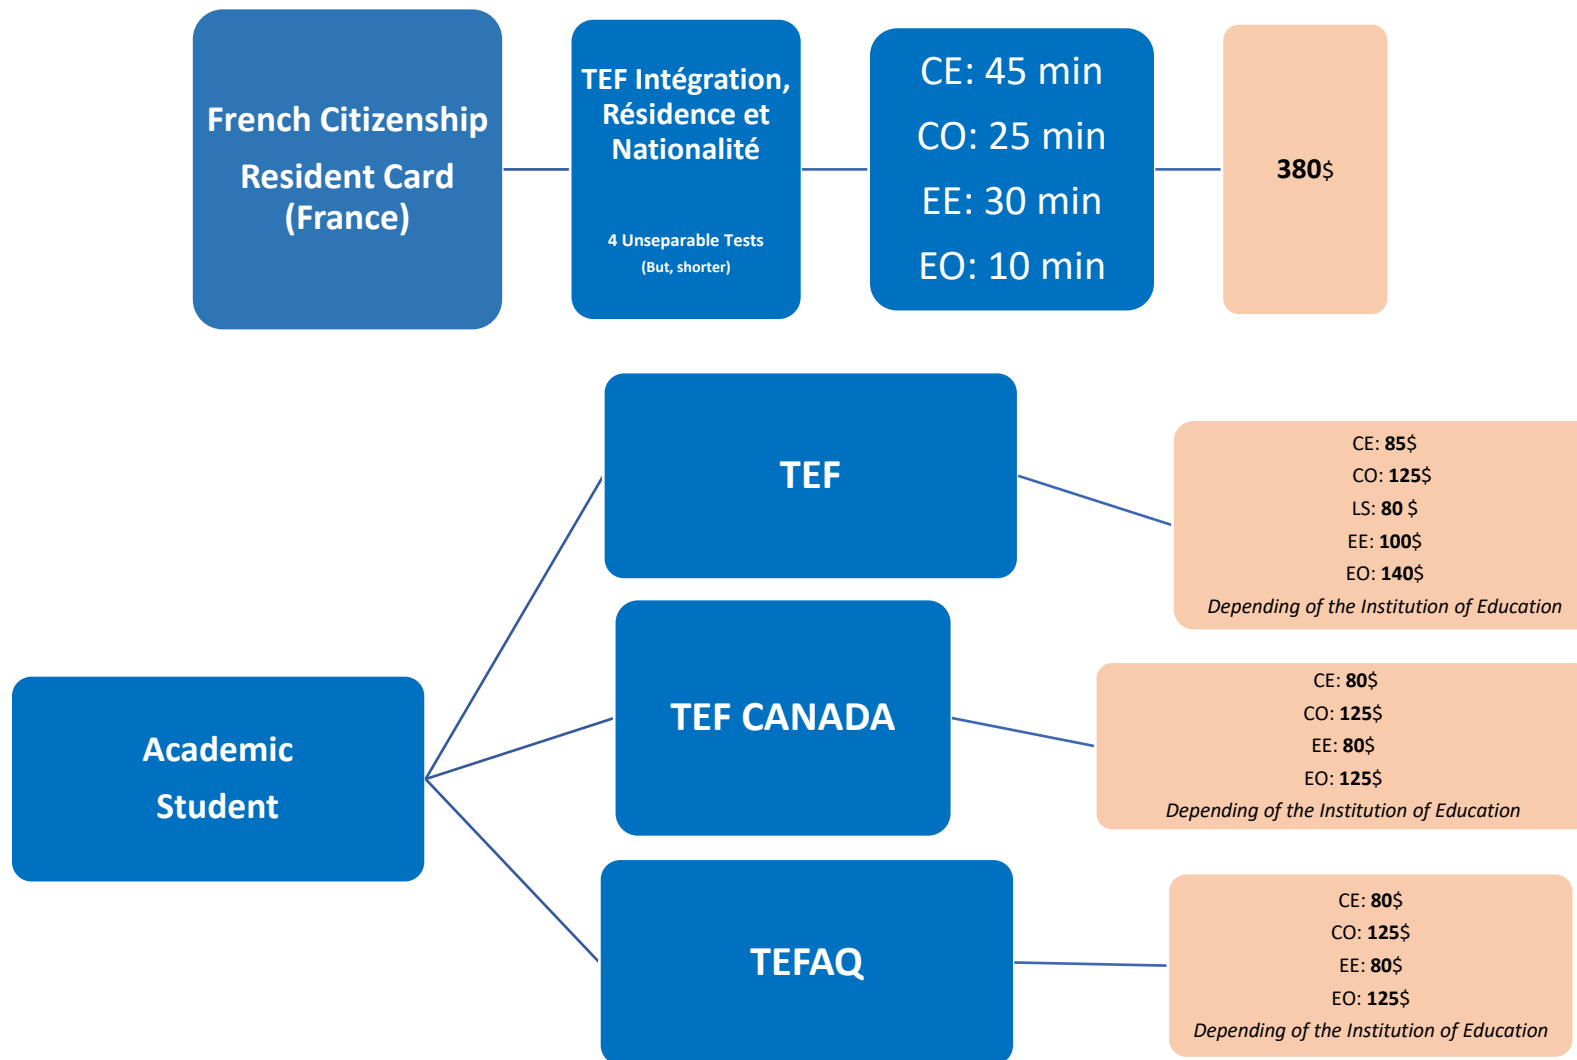 French Citizenship
Resident Card
(France)
TEF Intégration,
Résidence et
Nationalité
4 Unseparable Tests
(But, shorter)
CE: 45 min
CO: 25 min
EE: 30 min
EO: 10 min
380$
Academic
Student
TEF
CE: 85$
CO: 125$
LS: 80 $
EE: 100$
EO: 140$
Depending of the Institution of Education
TEF CANADA
CE: 80$
CO: 125$
EE: 80$
EO: 125$
Depending of the Institution of Education
TEFAQ
CE: 80$
CO: 125$
EE: 80$
EO: 125$
Depending of the Institution of Education